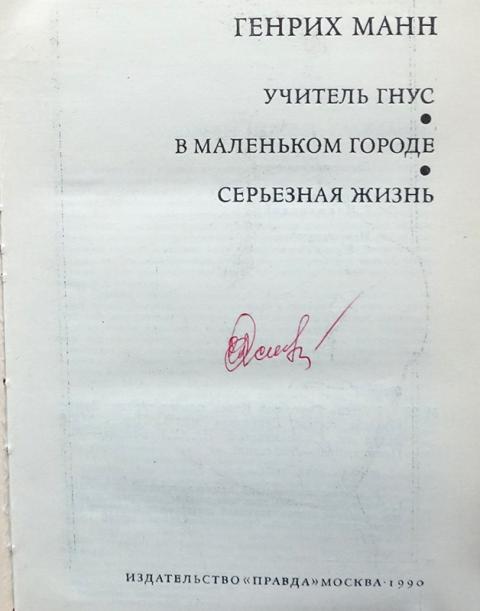 ГЕНРИХ МАНН
УЧИТЕЛЬ ГНУС
●
В МАЛЕНЬКОМ ГОРОДЕ
●
СЕРЬЕЗНАЯ ЖИЗНЬ
ИЗДАТЕЛЬСТВО «ПРАВДА» МОСКВА · 1990